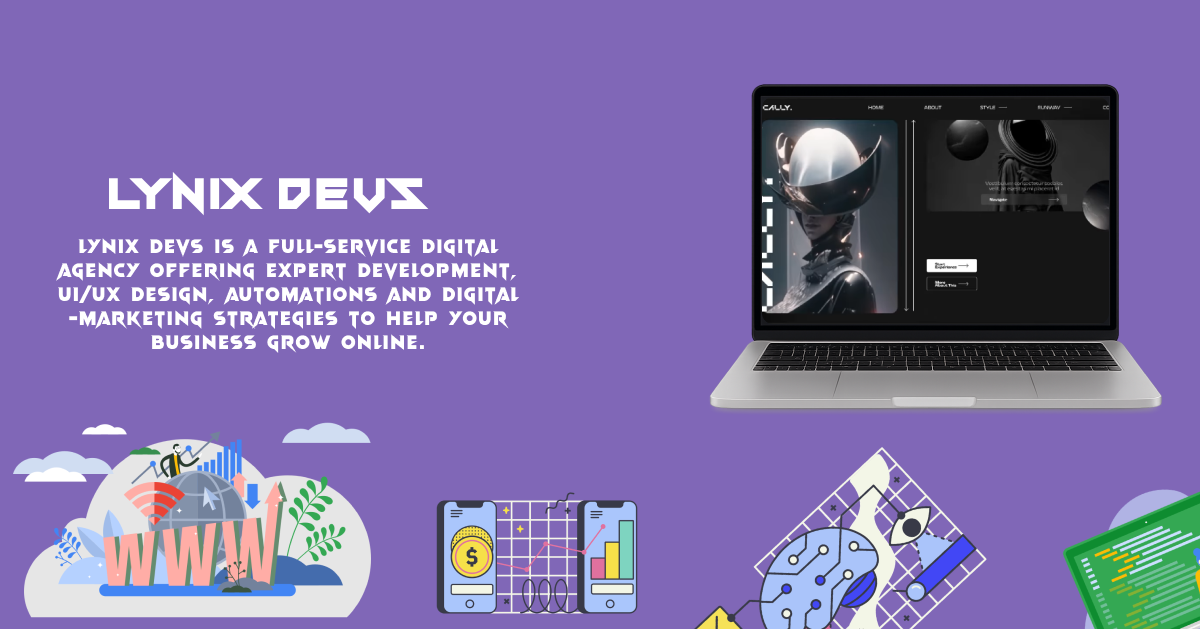 LYNIX DEVS
LYNIX DEVS IS A FULL-SERVICE DIGITAL
AGENCY OFFERING EXPERT DEVELOPMENT,
UI/UX DESIGN, AUTOMATIONS AND DIGITAL
-MARKETING STRATEGIES TO HELP YOUR
BUSINESS GROW ONLINE.
CALLY.
HOME
ABOUT
STYLE
RUNWAY
CO
Navigate
Start
Experience
More
About This
WWW
$